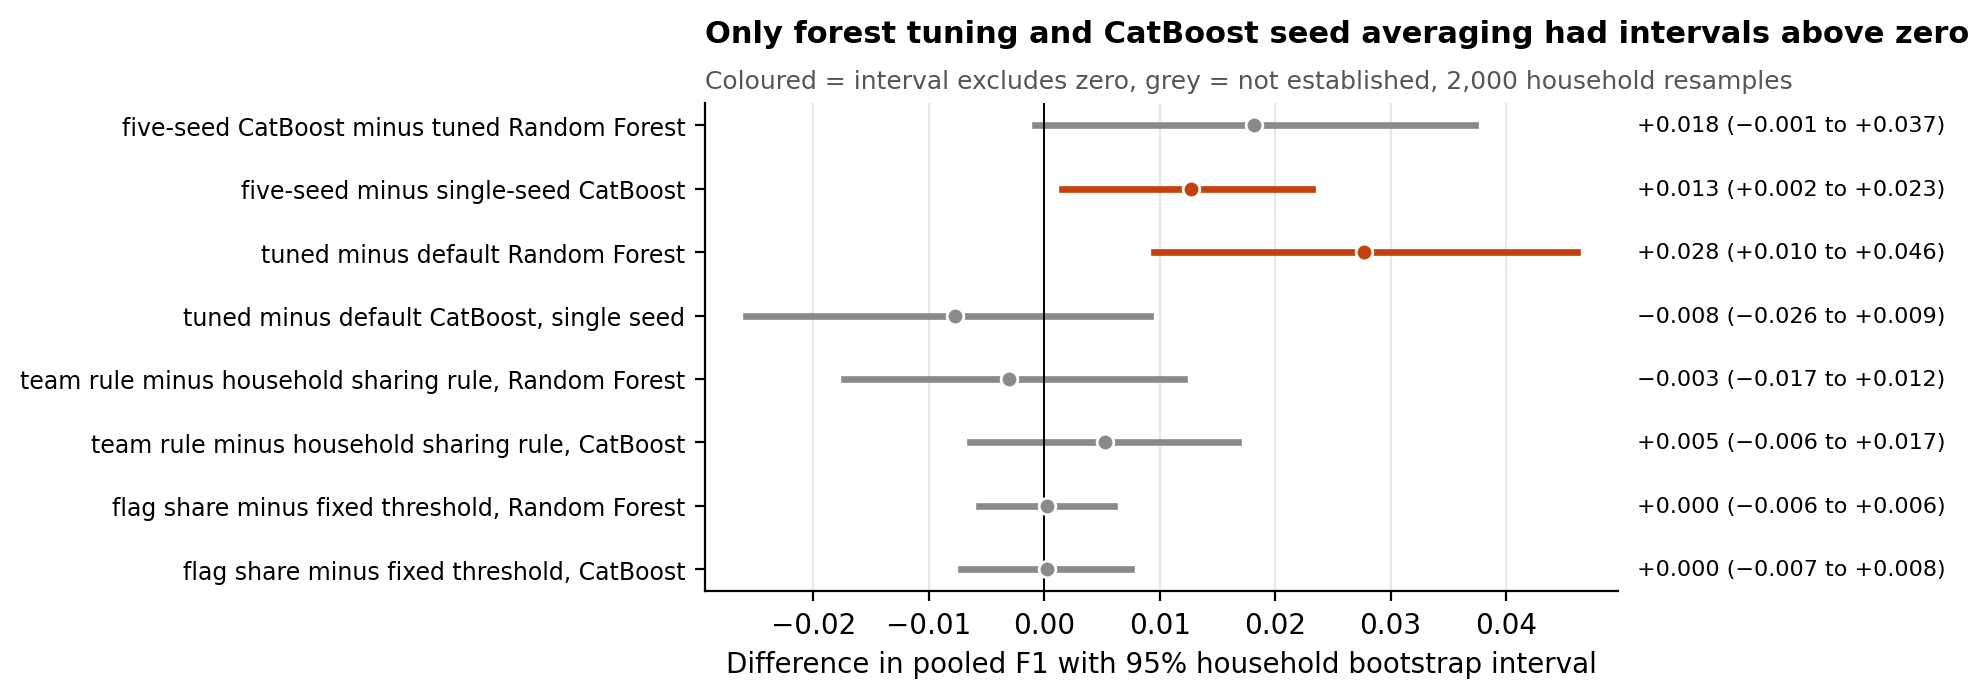 Only forest tuning and CatBoost seed averaging had intervals above zero
Coloured = interval excludes zero, grey = not established, 2,000 household resamples
five-seed CatBoost minus tuned Random Forest +0.018 (−0.001 to +0.037)
five-seed minus single-seed CatBoost +0.013 (+0.002 to +0.023)
tuned minus default Random Forest +0.028 (+0.010 to +0.046)
tuned minus default CatBoost, single seed −0.008 (−0.026 to +0.009)
team rule minus household sharing rule, Random Forest −0.003 (−0.017 to +0.012)
team rule minus household sharing rule, CatBoost +0.005 (−0.006 to +0.017)
flag share minus fixed threshold, Random Forest +0.000 (−0.006 to +0.006)
flag share minus fixed threshold, CatBoost +0.000 (−0.007 to +0.008)
−0.02 −0.01 0.00 0.01 0.02 0.03 0.04
Difference in pooled F1 with 95% household bootstrap interval